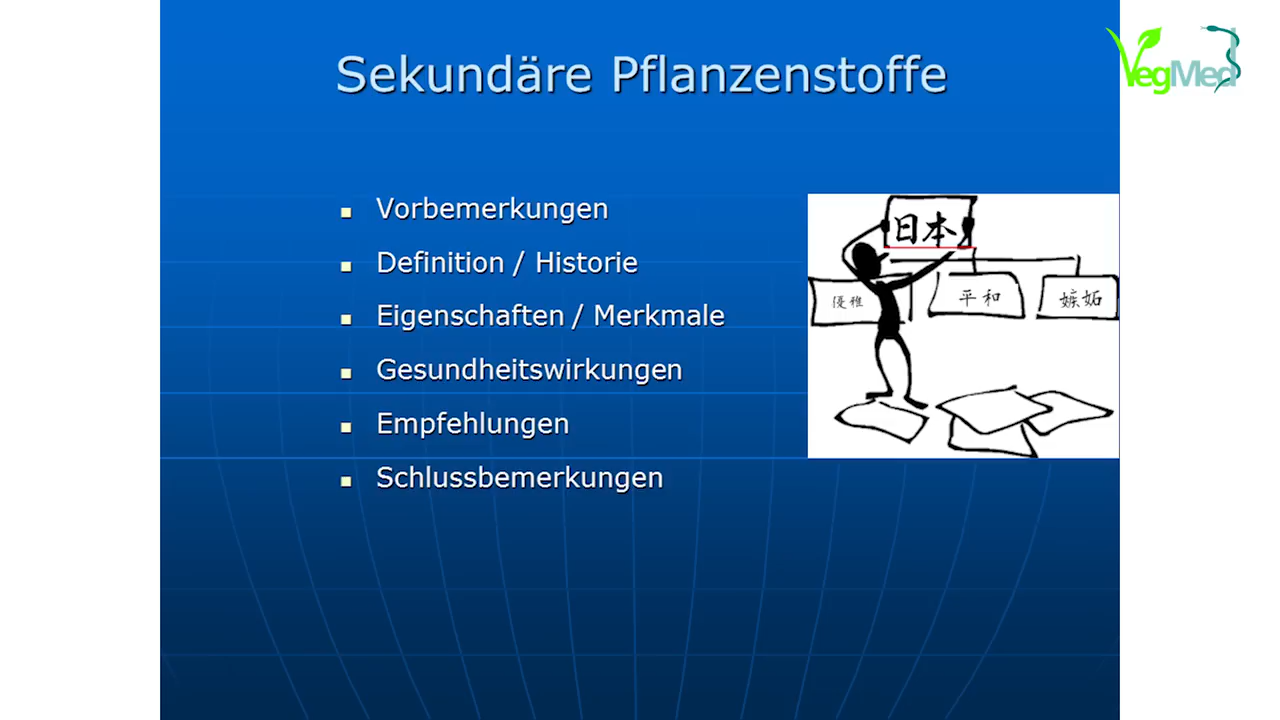 Sekundäre Pflanzenstoffe
VegMed
Vorbemerkungen
Definition / Historie
Eigenschaften / Merkmale
Gesundheitswirkungen
Empfehlungen
Schlussbemerkungen
日本
優雅
平和
嫉妬